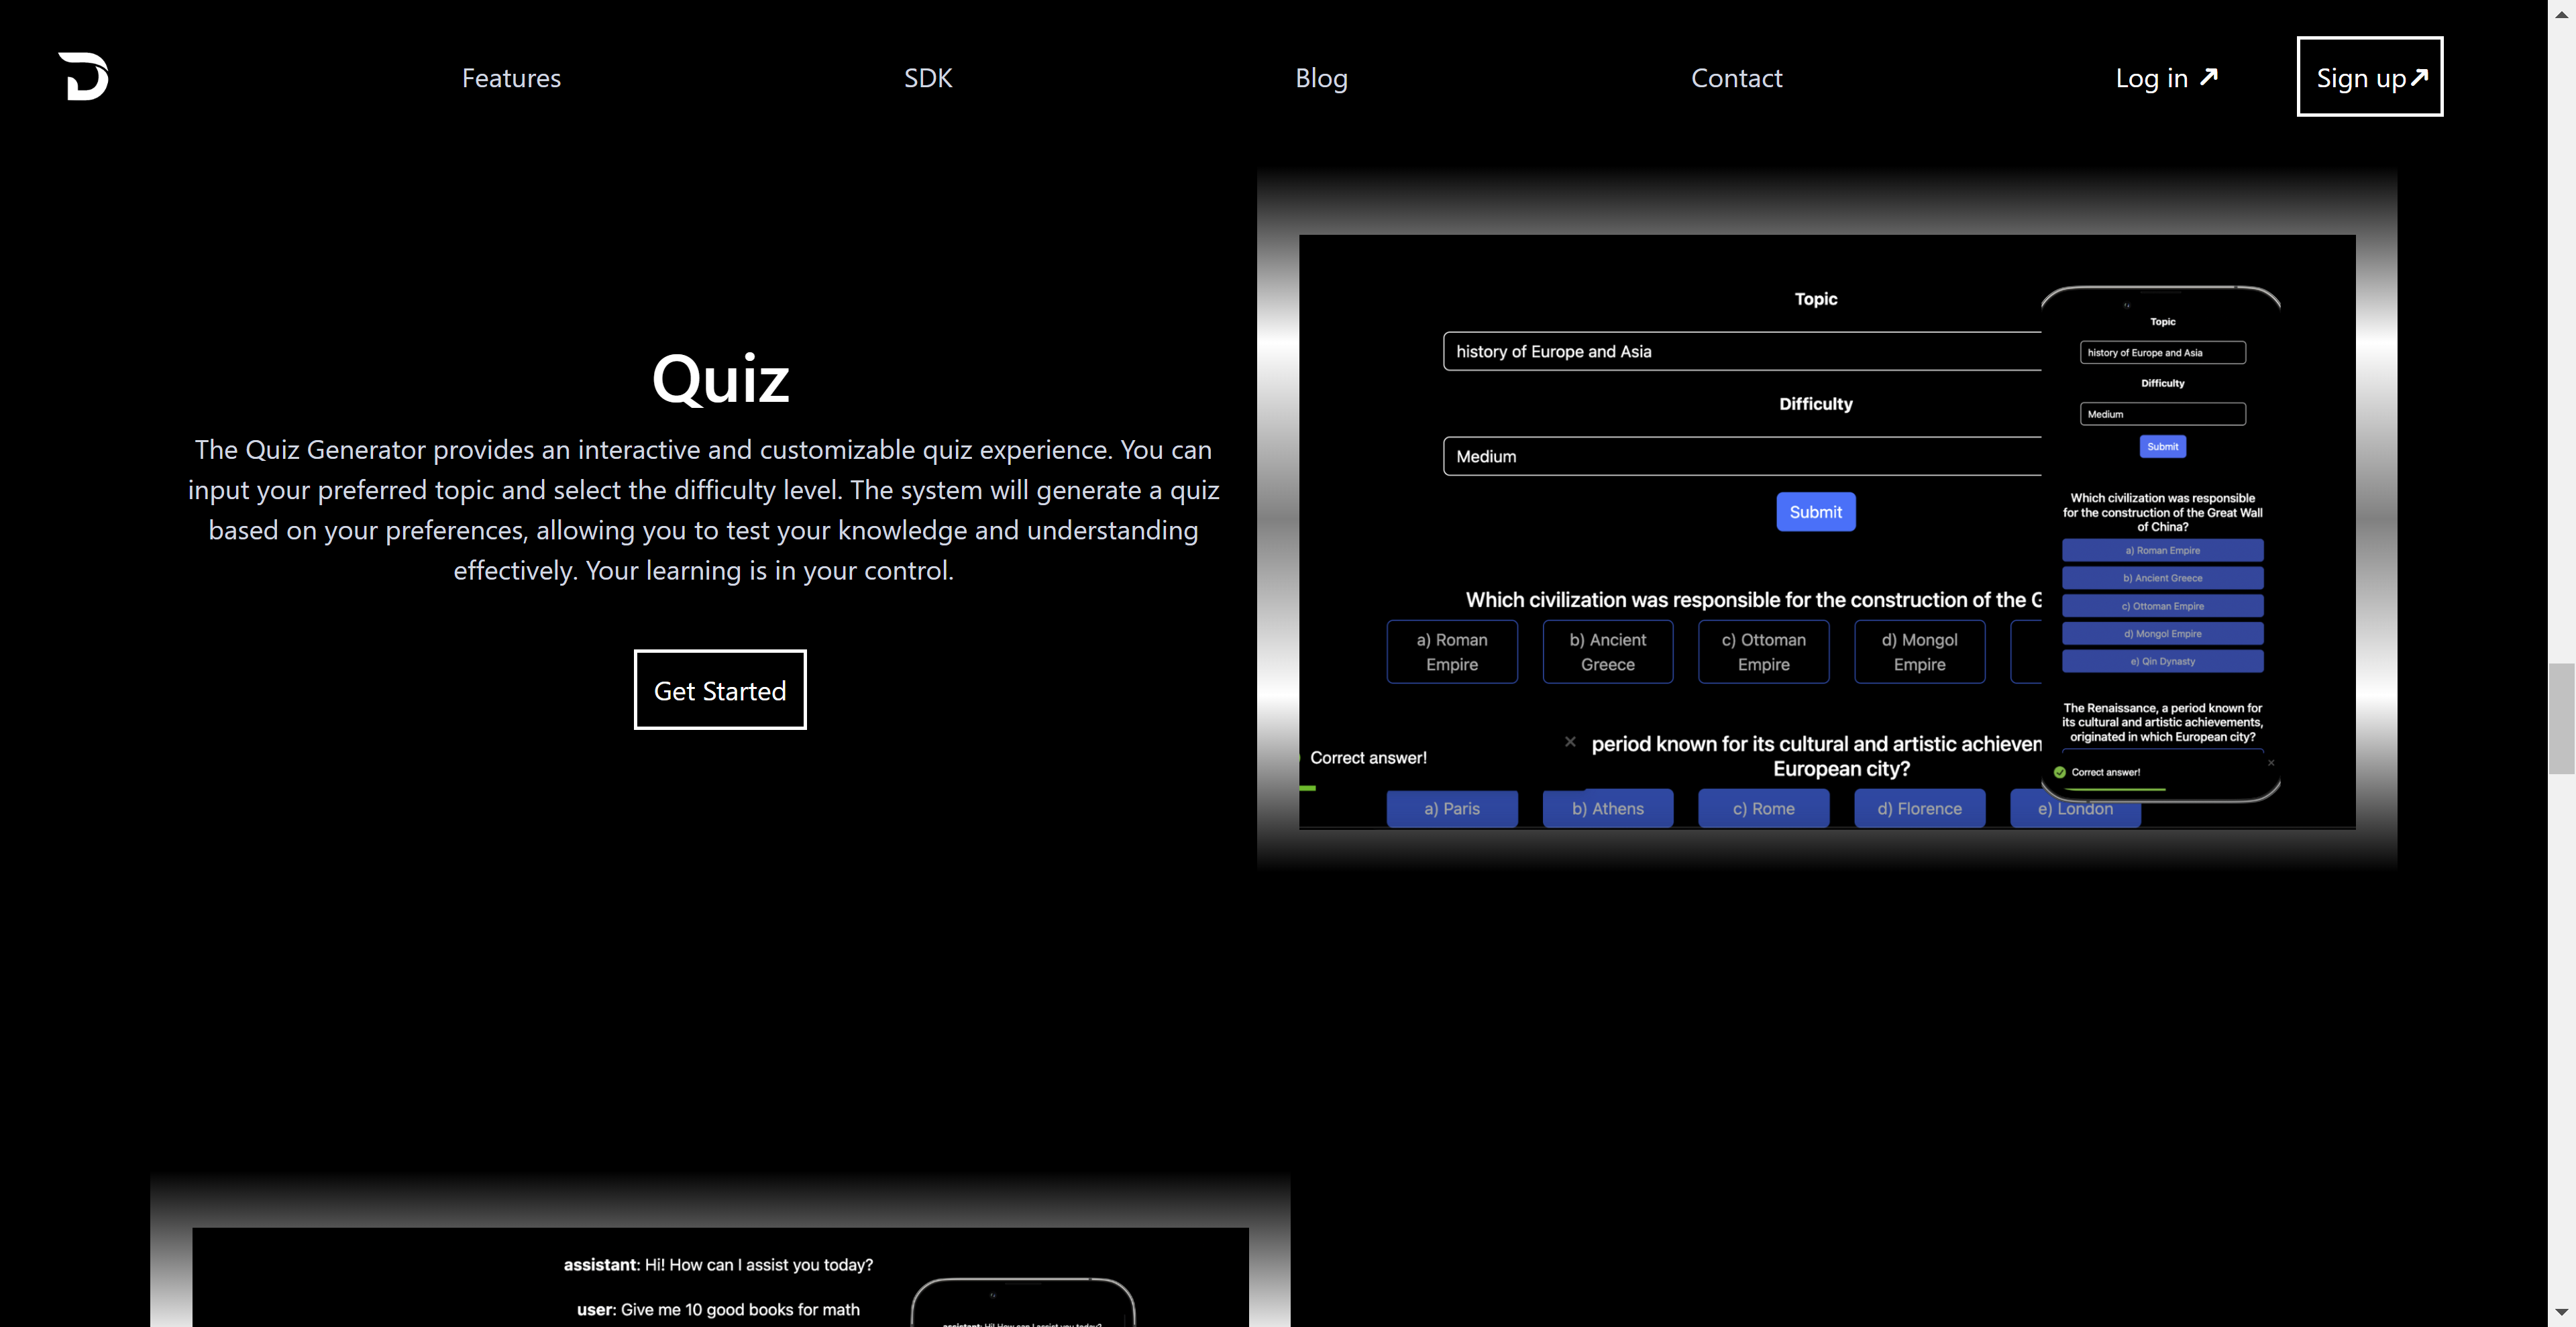 Features
SDK
Blog
Contact
Log in
Sign up
Quiz
The Quiz Generator provides an interactive and customizable quiz experience. You can
input your preferred topic and select the difficulty level. The system will generate a quiz
based on your preferences, allowing you to test your knowledge and understanding
effectively. Your learning is in your control.
Get Started
Topic
history of Europe and Asia
Difficulty
Medium
Submit
Which civilization was responsible for the construction of the G
a) Roman
Empire
b) Ancient
Greece
c) Ottoman
Empire
d) Mongol
Empire
period known for its cultural and artistic achieven
European city?
Correct answer!
a) Paris
b) Athens
c) Rome
d) Florence
e) London
Topic
history of Europe and Asia
Difficulty
Medium
Submit
Which civilization was responsible
for the construction of the Great Wall
of China?
a) Roman Empire
b) Ancient Greece
c) Ottoman Empire
d) Mongol Empire
e) Qin Dynasty
The Renaissance, a period known for
its cultural and artistic achievements,
originated in which European city?
Correct answer!
assistant: Hi! How can I assist you today?
user: Give me 10 good books for math